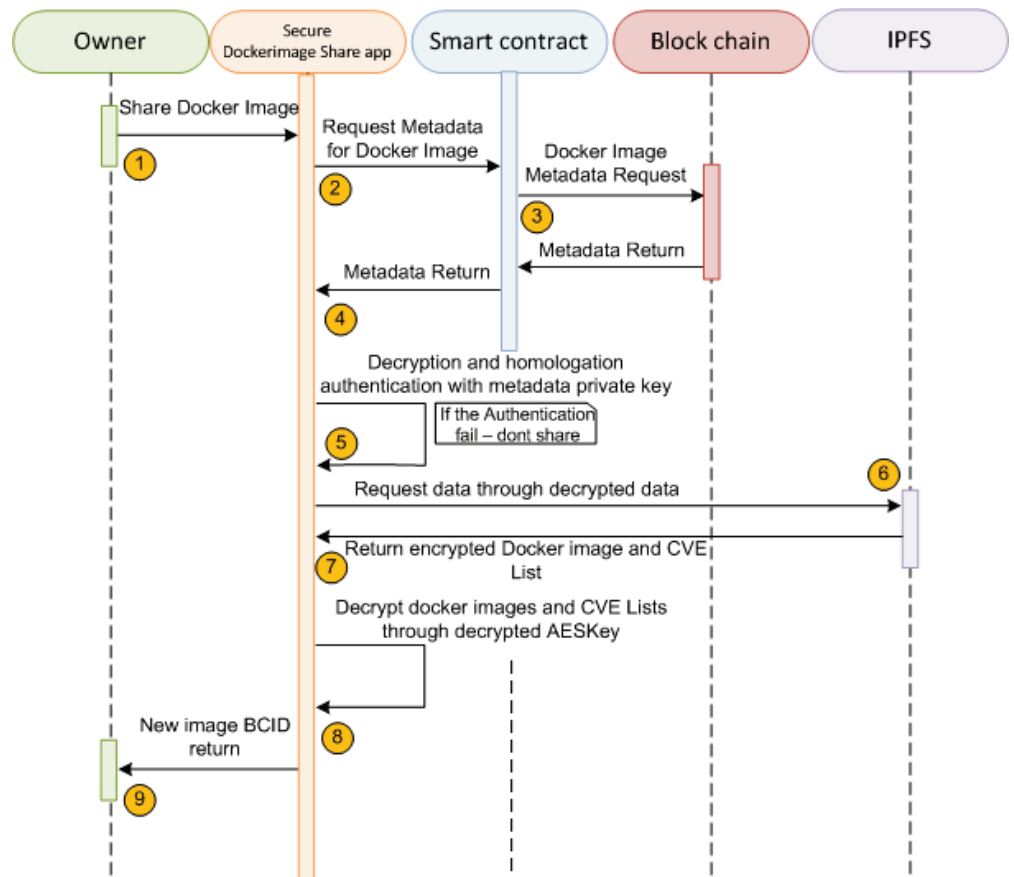 Owner
Secure
Dockerimage Share app
Smart contract
Block chain
IPFS
Share Docker Image
1
Request Metadata
for Docker Image
2
Docker Image
Metadata Request
3
Metadata Return
Metadata Return
4
Decryption and homologation
authentication with metadata private key
If the Authentication
fail – dont share
5
6
Request data through decrypted data
Return encrypted Docker image and CVE
List
7
Decrypt docker images and CVE Lists
through decrypted AESKey
8
New image BCID
return
9